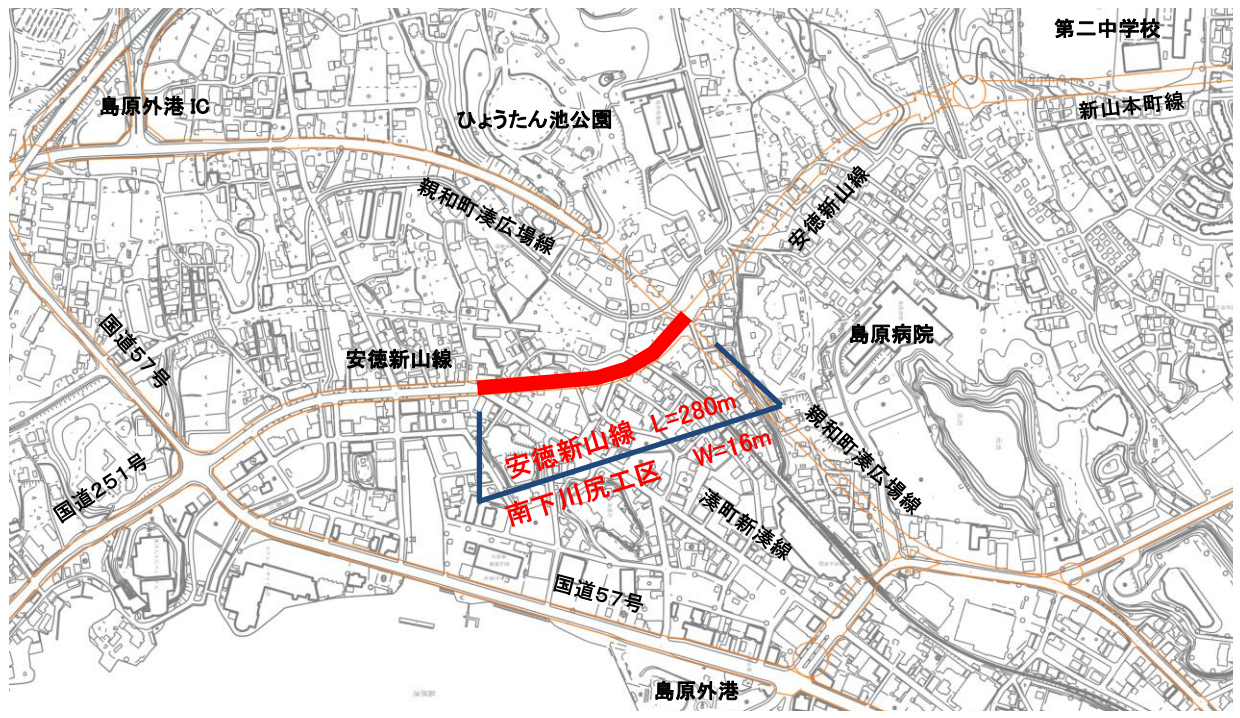 第二中学校
島原外港IC
新山本町線
ひょうたん池公園
親和町湊広場線
安徳新山線
島原病院
国道57号
安徳新山線
安徳新山線 L=280m
南下川尻工区 W=16m
親和町湊広場線
国道251号
湊町新湊線
国道57号
島原外港